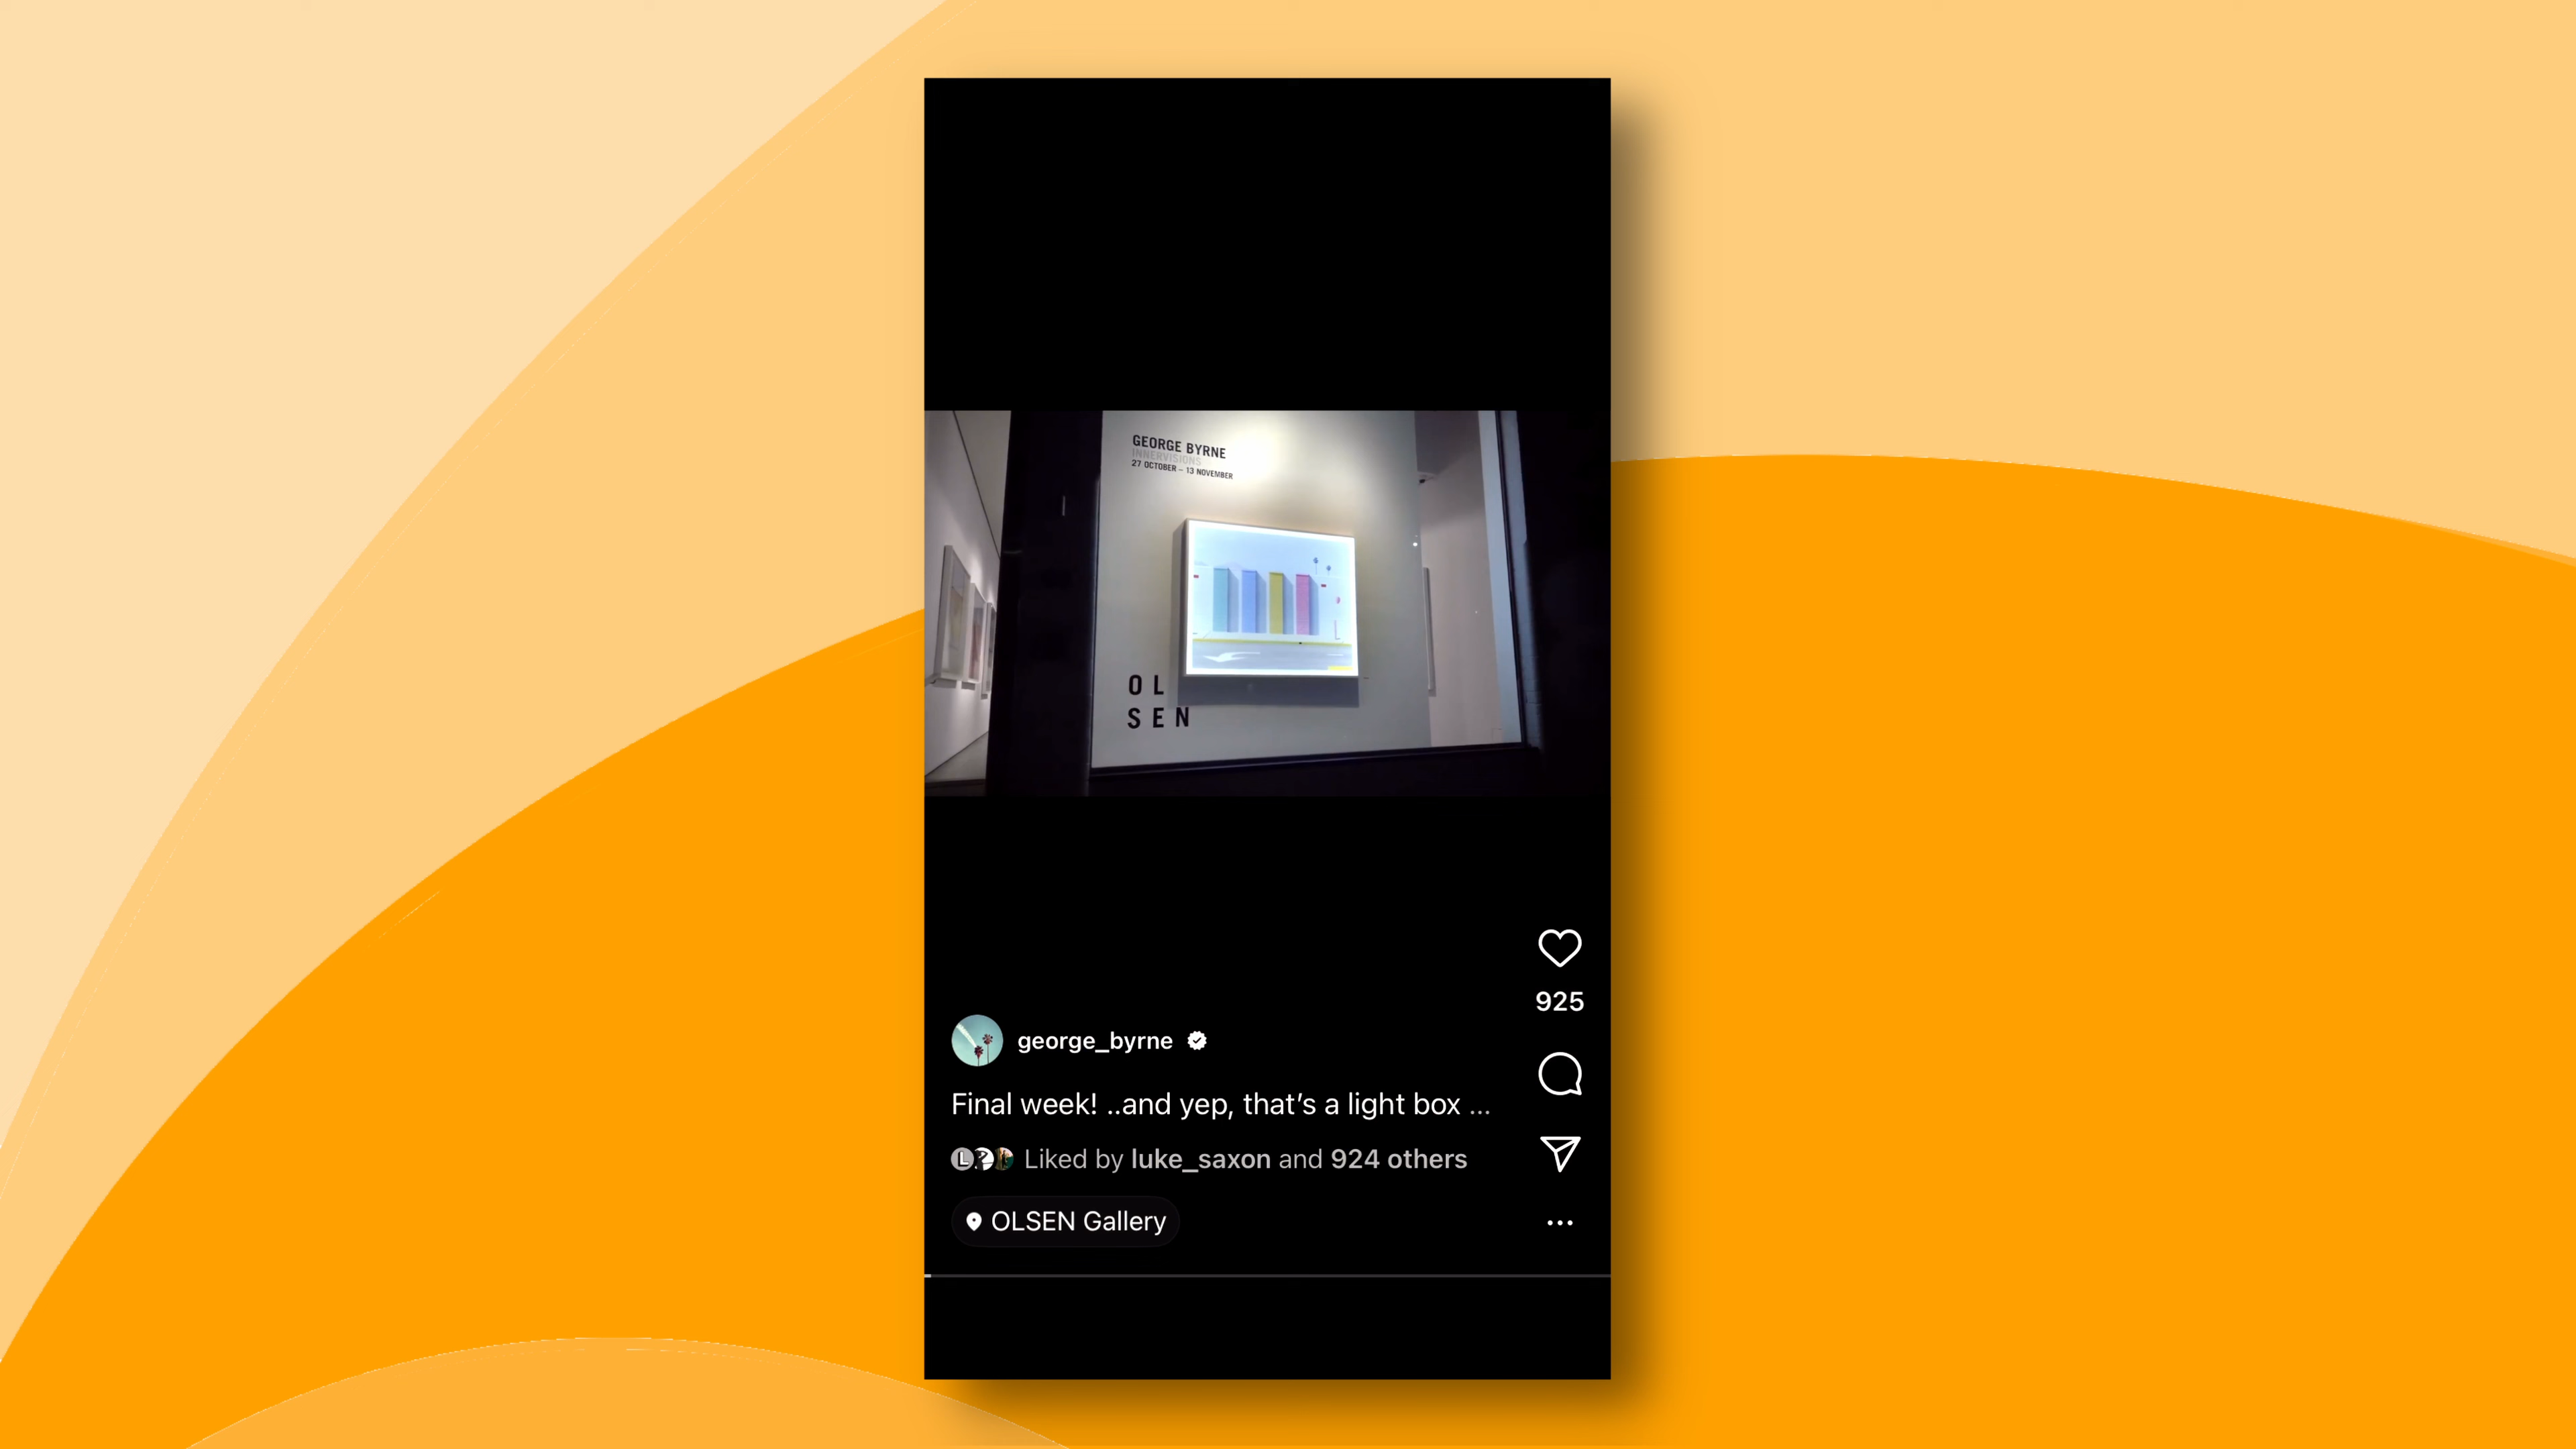 GEORGE BYRNE
INNERVISIONS
27 OCTOBER – 13 NOVEMBER
OL
SEN
925
george_byrne
Final week! ..and yep, that’s a light box ...
L Liked by luke_saxon and 924 others
OLSEN Gallery